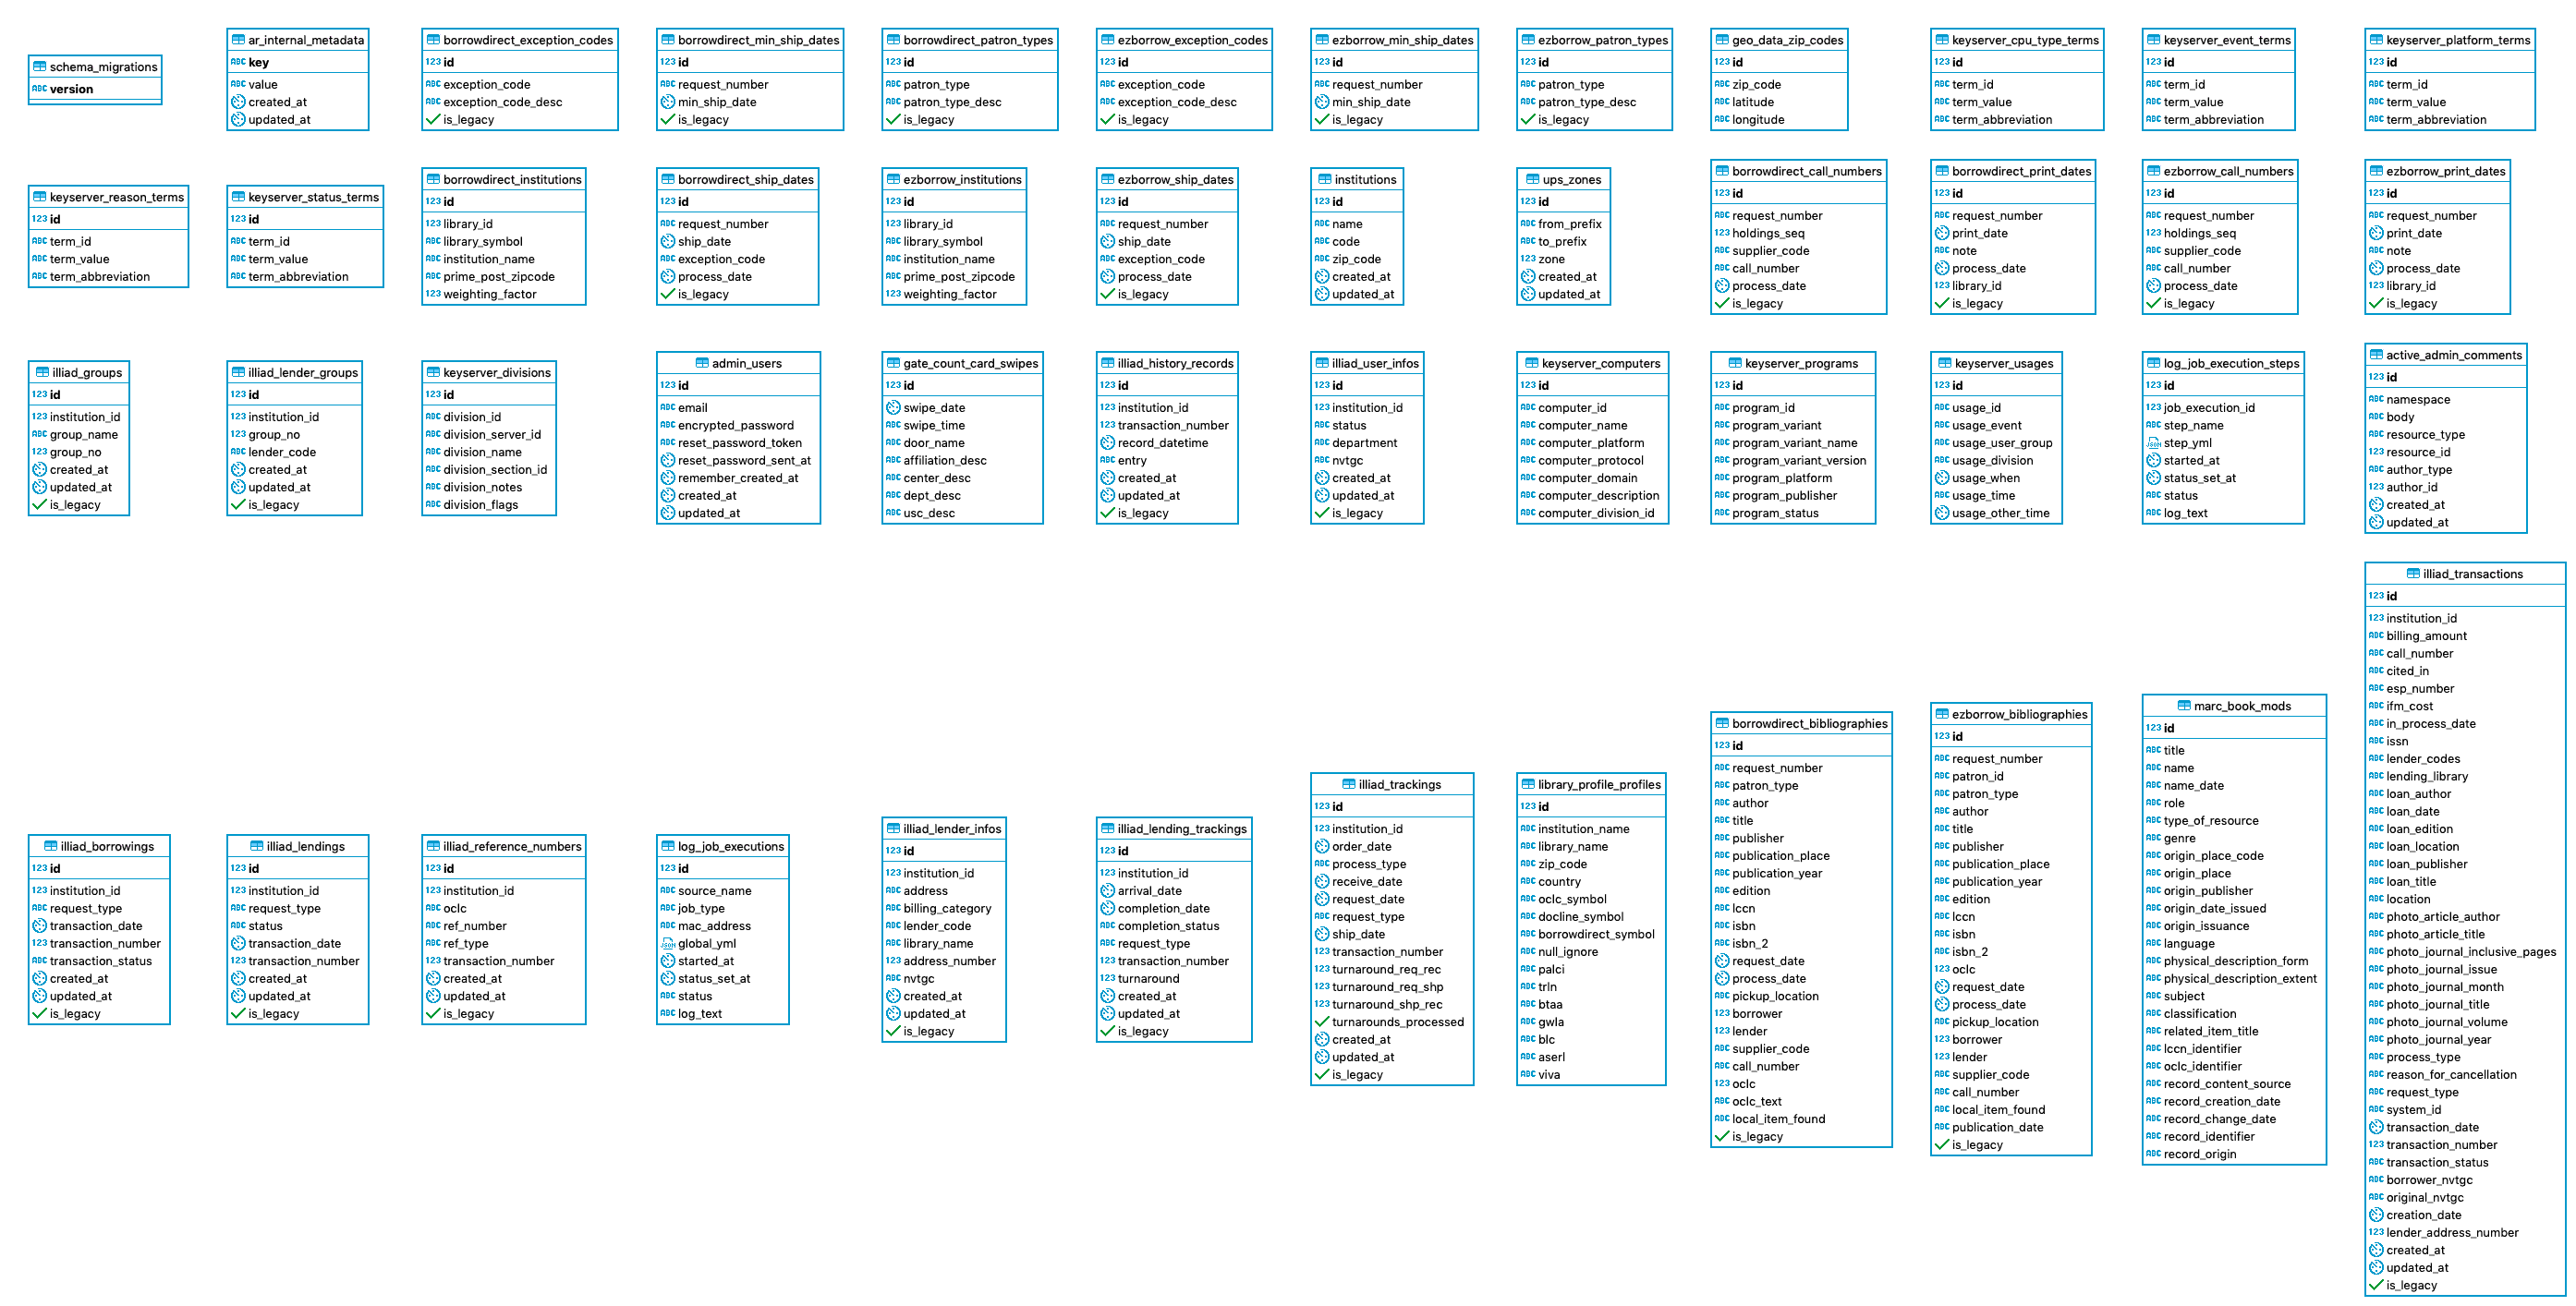 schema_migrations
version
ar_internal_metadata
key
value
created_at
updated_at
borrowdirect_exception_codes
id
exception_code
exception_code_desc
is_legacy
borrowdirect_min_ship_dates
id
request_number
min_ship_date
is_legacy
borrowdirect_patron_types
id
patron_type
patron_type_desc
is_legacy
ezborrow_exception_codes
id
exception_code
exception_code_desc
is_legacy
ezborrow_min_ship_dates
id
request_number
min_ship_date
is_legacy
ezborrow_patron_types
id
patron_type
patron_type_desc
is_legacy
geo_data_zip_codes
id
zip_code
latitude
longitude
keyserver_cpu_type_terms
id
term_id
term_value
term_abbreviation
keyserver_event_terms
id
term_id
term_value
term_abbreviation
keyserver_platform_terms
id
term_id
term_value
term_abbreviation
keyserver_reason_terms
id
term_id
term_value
term_abbreviation
keyserver_status_terms
id
term_id
term_value
term_abbreviation
borrowdirect_institutions
id
library_id
library_symbol
institution_name
prime_post_zipcode
weighting_factor
borrowdirect_ship_dates
id
request_number
ship_date
exception_code
process_date
is_legacy
ezborrow_institutions
id
library_id
library_symbol
institution_name
prime_post_zipcode
weighting_factor
ezborrow_ship_dates
id
request_number
ship_date
exception_code
process_date
is_legacy
institutions
id
name
code
zip_code
created_at
updated_at
ups_zones
id
from_prefix
to_prefix
zone
created_at
updated_at
borrowdirect_call_numbers
id
request_number
holdings_seq
supplier_code
call_number
process_date
is_legacy
borrowdirect_print_dates
id
request_number
print_date
note
process_date
library_id
is_legacy
ezborrow_call_numbers
id
request_number
holdings_seq
supplier_code
call_number
process_date
is_legacy
ezborrow_print_dates
id
request_number
print_date
note
process_date
library_id
is_legacy
illiad_groups
id
institution_id
group_name
group_no
created_at
updated_at
is_legacy
illiad_lender_groups
id
institution_id
group_no
lender_code
created_at
updated_at
is_legacy
keyserver_divisions
id
division_id
division_server_id
division_name
division_section_id
division_notes
division_flags
admin_users
id
email
encrypted_password
reset_password_token
reset_password_sent_at
remember_created_at
created_at
updated_at
gate_count_card_swipes
id
swipe_date
swipe_time
door_name
affiliation_desc
center_desc
dept_desc
usc_desc
illiad_history_records
id
institution_id
transaction_number
record_datetime
entry
created_at
updated_at
is_legacy
illiad_user_infos
id
institution_id
status
department
nvtgc
created_at
updated_at
is_legacy
keyserver_computers
id
computer_id
computer_name
computer_platform
computer_protocol
computer_domain
computer_description
computer_division_id
keyserver_programs
id
program_id
program_variant
program_variant_name
program_variant_version
program_platform
program_publisher
program_status
keyserver_usages
id
usage_id
usage_event
usage_user_group
usage_division
usage_when
usage_time
usage_other_time
log_job_execution_steps
id
job_execution_id
step_name
step_yml
started_at
status_set_at
status
log_text
active_admin_comments
id
namespace
body
resource_type
resource_id
author_type
author_id
created_at
updated_at
illiad_borrowings
id
institution_id
request_type
transaction_date
transaction_number
transaction_status
created_at
updated_at
is_legacy
illiad_lendings
id
institution_id
request_type
status
transaction_date
transaction_number
created_at
updated_at
is_legacy
illiad_reference_numbers
id
institution_id
oclc
ref_number
ref_type
transaction_number
created_at
updated_at
is_legacy
log_job_executions
id
source_name
job_type
mac_address
global_yml
started_at
status_set_at
status
log_text
illiad_lender_infos
id
institution_id
address
billing_category
lender_code
library_name
address_number
nvtgc
created_at
updated_at
is_legacy
illiad_lending_trackings
id
institution_id
arrival_date
completion_date
completion_status
request_type
transaction_number
turnaround
created_at
updated_at
is_legacy
illiad_trackings
id
institution_id
order_date
process_type
receive_date
request_date
request_type
ship_date
transaction_number
turnaround_req_rec
turnaround_req_shp
turnaround_shp_rec
turnarounds_processed
created_at
updated_at
is_legacy
library_profile_profiles
id
institution_name
library_name
zip_code
country
oclc_symbol
docline_symbol
borrowdirect_symbol
null_ignore
palci
trln
btaa
gwla
blc
aserl
viva
borrowdirect_bibliographies
id
request_number
patron_type
author
title
publisher
publication_place
publication_year
edition
lccn
isbn
isbn_2
request_date
process_date
pickup_location
borrower
lender
supplier_code
call_number
oclc
oclc_text
local_item_found
is_legacy
ezborrow_bibliographies
id
request_number
patron_id
patron_type
author
title
publisher
publication_place
publication_year
edition
lccn
isbn
isbn_2
oclc
request_date
process_date
pickup_location
borrower
lender
supplier_code
call_number
local_item_found
publication_date
is_legacy
marc_book_mods
id
title
name
name_date
role
type_of_resource
genre
origin_place_code
origin_place
origin_publisher
origin_date_issued
origin_issuance
language
physical_description_form
physical_description_extent
subject
classification
related_item_title
lccn_identifier
oclc_identifier
record_content_source
record_creation_date
record_change_date
record_identifier
record_origin
illiad_transactions
id
institution_id
billing_amount
call_number
cited_in
esp_number
ifm_cost
in_process_date
issn
lender_codes
lending_library
loan_author
loan_date
loan_edition
loan_location
loan_publisher
loan_title
location
photo_article_author
photo_article_title
photo_journal_inclusive_pages
photo_journal_issue
photo_journal_month
photo_journal_title
photo_journal_volume
photo_journal_year
process_type
reason_for_cancellation
request_type
system_id
transaction_date
transaction_number
transaction_status
borrower_nvtgc
original_nvtgc
creation_date
lender_address_number
created_at
updated_at
is_legacy